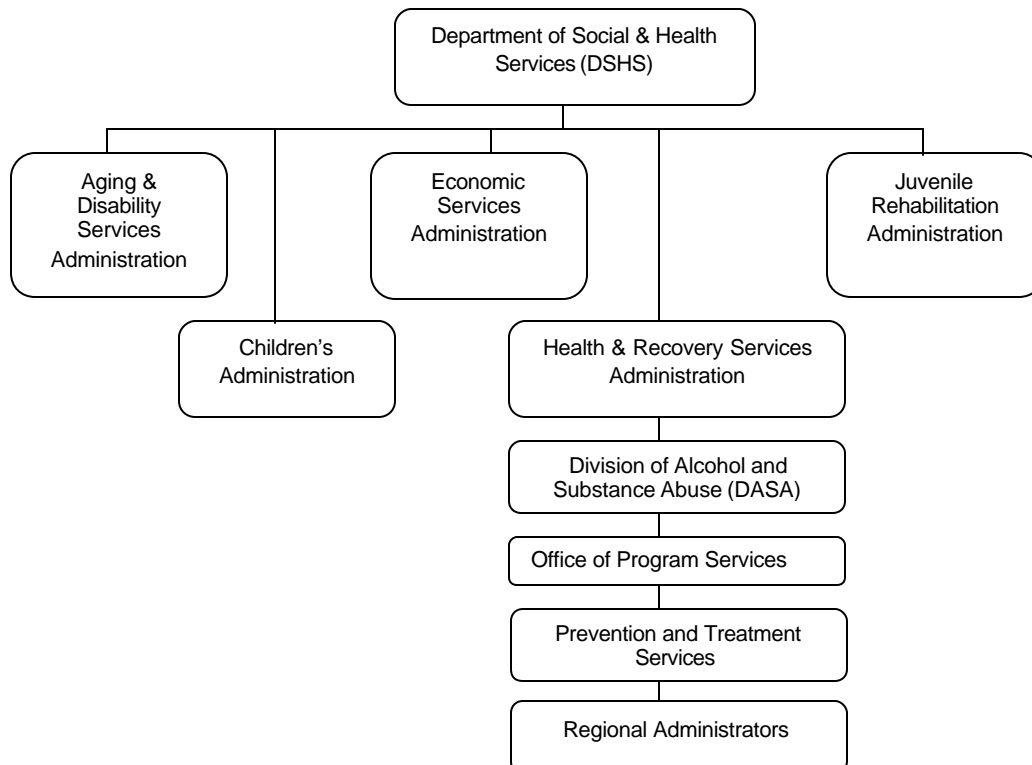 Department of Social & Health
Services (DSHS)
Aging &
Disability
Services
Administration
Economic
Services
Administration
Juvenile
Rehabilitation
Administration
Children’s
Administration
Health & Recovery Services
Administration
Division of Alcohol and
Substance Abuse (DASA)
Office of Program Services
Prevention and Treatment
Services
Regional Administrators